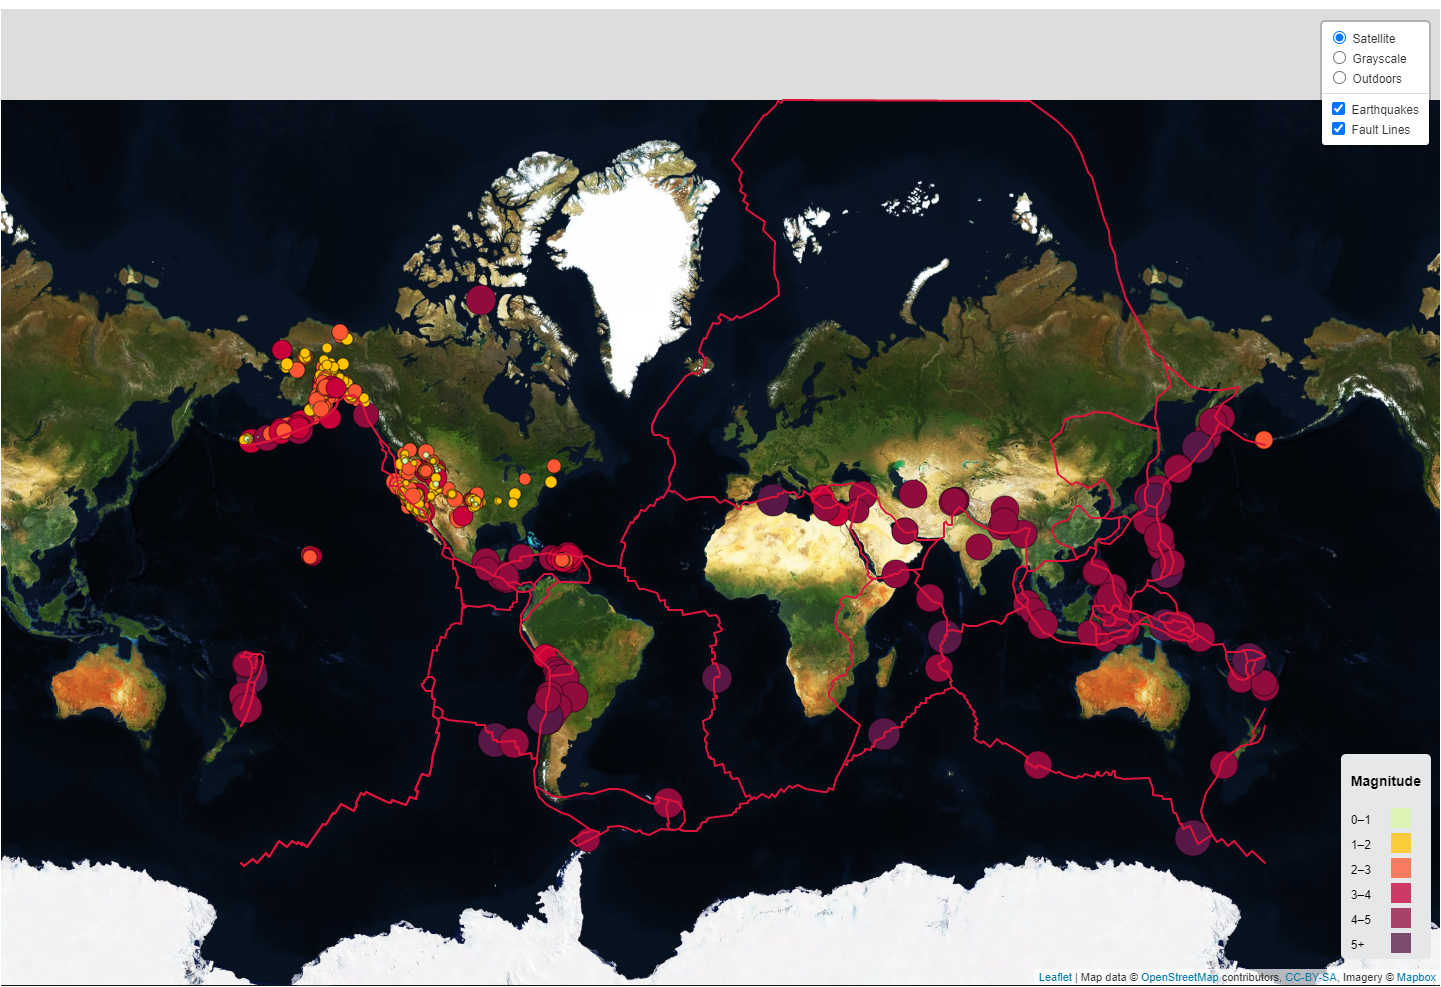 Satellite
Grayscale
Outdoors
Earthquakes
Fault Lines
Magnitude
0–1
1–2
2–3
3–4
4–5
5+
Leaflet | Map data © OpenStreetMap contributors, CC-BY-SA, Imagery © Mapbox